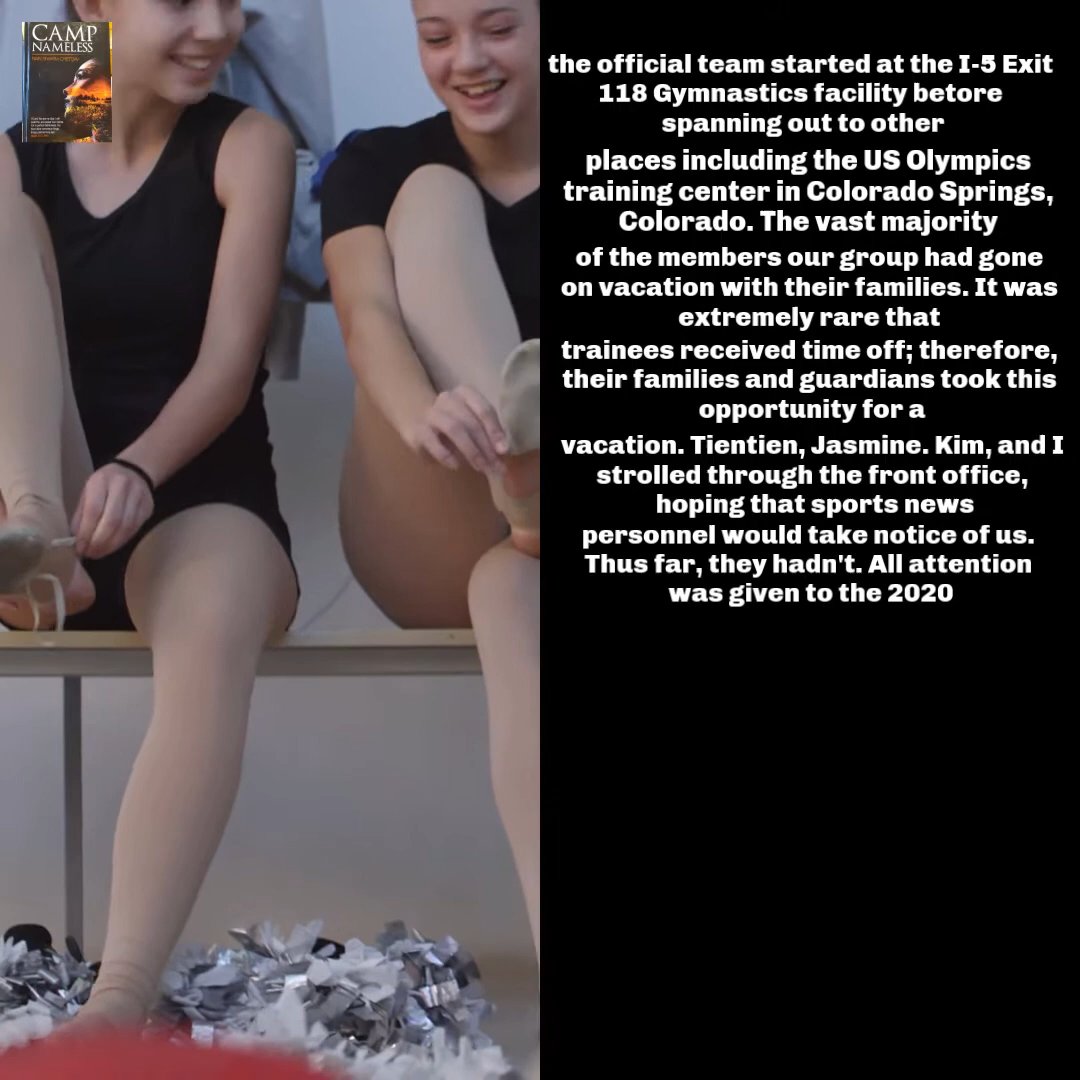 CAMP
NAMELESS
the official team started at the I-5 Exit
118 Gymnastics facility betore
spanning out to other
places including the US Olympics
training center in Colorado Springs,
Colorado. The vast majority
of the members our group had gone
on vacation with their families. It was
extremely rare that
trainees received time off; therefore,
their families and guardians took this
opportunity for a
vacation. Tientien, Jasmine. Kim, and I
strolled through the front office,
hoping that sports news
personnel would take notice of us.
Thus far, they hadn't. All attention
was given to the 2020